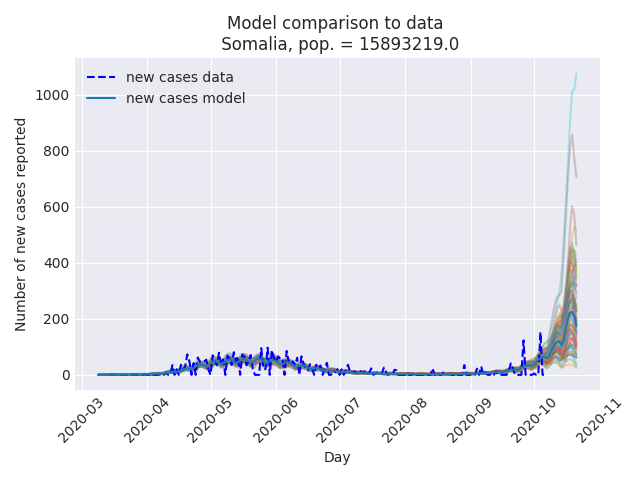 Model comparison to data
Somalia, pop. = 15893219.0
new cases data
new cases model
Number of new cases reported
1000
800
600
400
200
0
2020-03
2020-04
2020-05
2020-06
2020-07
2020-08
2020-09
2020-10
2020-11
Day